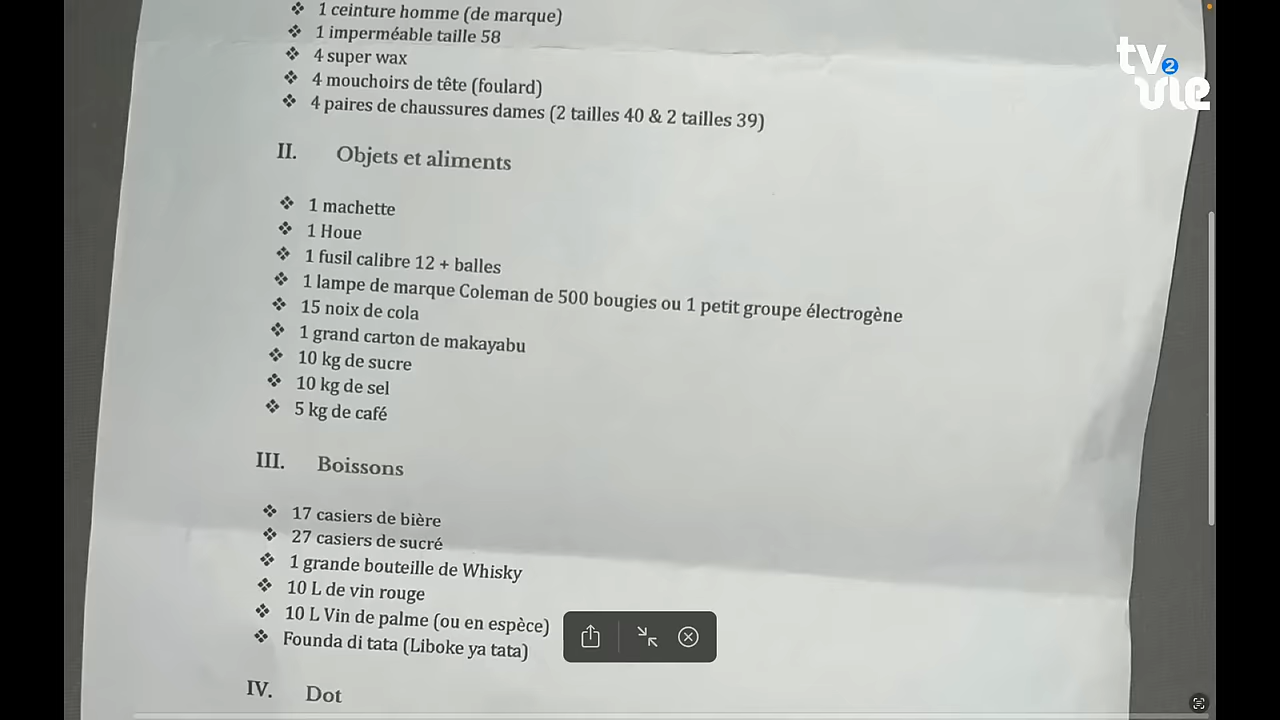 ❖ 1 ceinture homme (de marque)
❖ 1 imperméable taille 58
❖ 4 super wax
❖ 4 mouchoirs de tête (foulard)
❖ 4 paires de chaussures dames (2 tailles 40 & 2 tailles 39)
II. Objets et aliments
❖ 1 machette
❖ 1 Houe
❖ 1 fusil calibre 12 + balles
❖ 1 lampe de marque Coleman de 500 bougies ou 1 petit groupe électrogène
❖ 15 noix de cola
❖ 1 grand carton de makayabu
❖ 10 kg de sucre
❖ 10 kg de sel
❖ 5 kg de café
III. Boissons
❖ 17 casiers de bière
❖ 27 casiers de sucré
❖ 1 grande bouteille de Whisky
❖ 10 L de vin rouge
❖ 10 L Vin de palme (ou en espèce)
❖ Founda di tata (Liboke ya tata)
IV. Dot
tv2
vie